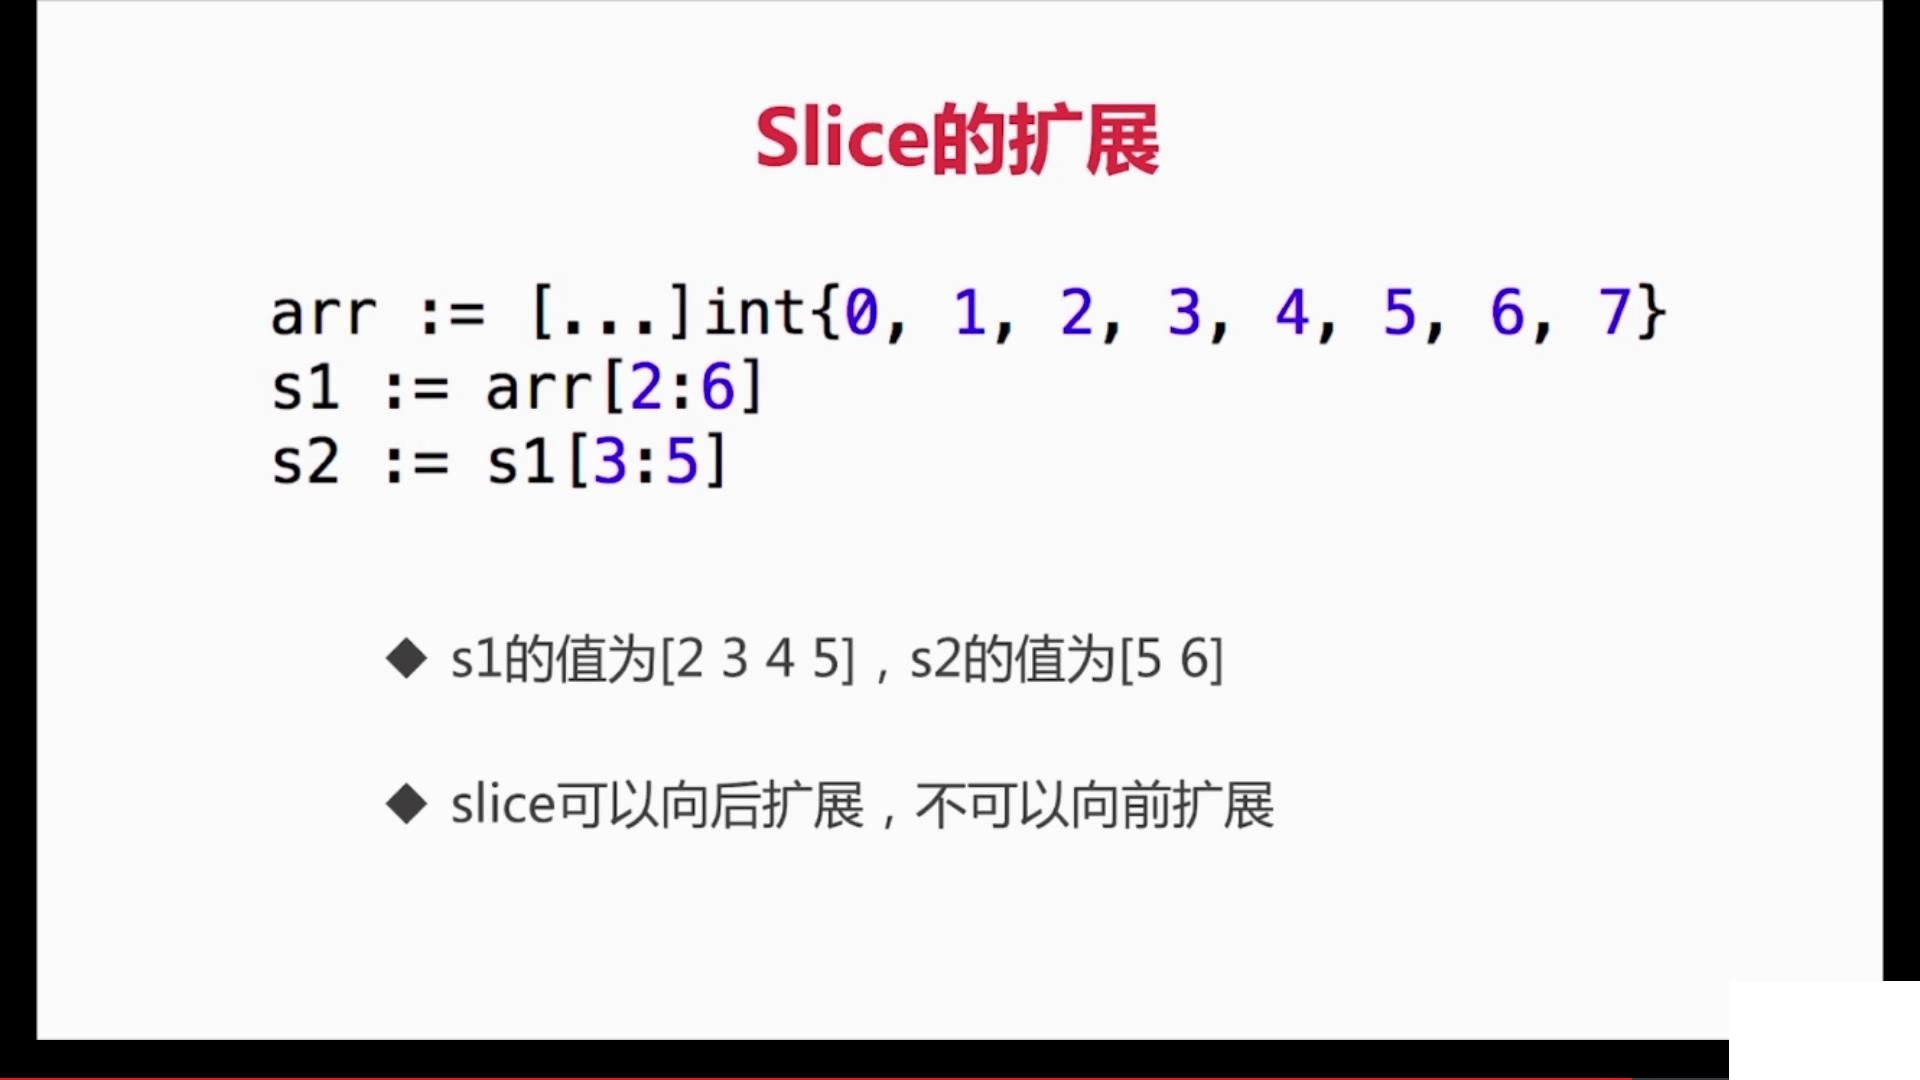 Slice的扩展
arr := [...]int{0, 1, 2, 3, 4, 5, 6, 7}
s1 := arr[2:6]
s2 := s1[3:5]
◆ s1的值为[2 3 4 5]，s2的值为[5 6]
◆ slice可以向后扩展，不可以向前扩展